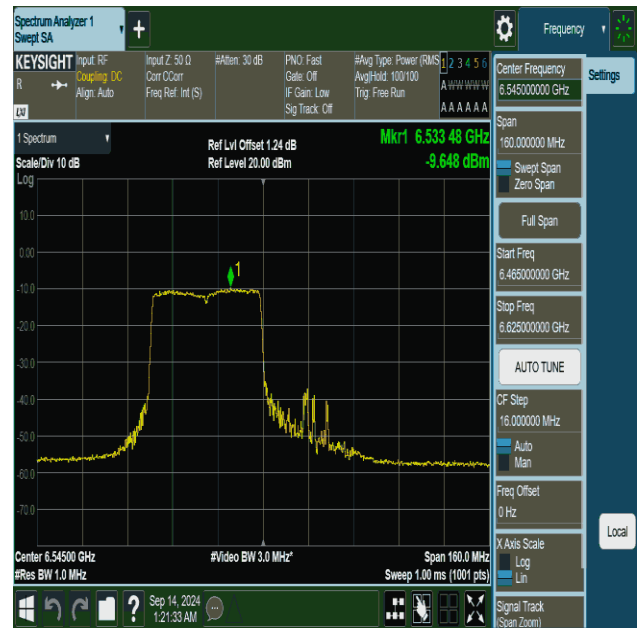 Spectrum Analyzer 1
Swept SA
+
Frequency
KEYSIGHT
R
LXI
Input: RF
Coupling: DC
Align: Auto
Input Z: 50 Ω
Corr CCorr
Freq Ref: Int (S)
#Atten: 30 dB
PNO: Fast
Gate: Off
IF Gain: Low
Sig Track: Off
#Avg Type: Power (RMS
Avg|Hold: 100/100
Trig: Free Run
1 2 3 4 5 6
A W W W W W
A A A A A A
1 Spectrum
Scale/Div 10 dB
Log
Ref Lvl Offset 1.24 dB
Ref Level 20.00 dBm
Mkr1 6.533 48 GHz
-9.648 dBm
10.0
0.00
1
-10.0
-20.0
-30.0
-40.0
-50.0
-60.0
-70.0
Center 6.54500 GHz
#Res BW 1.0 MHz
#Video BW 3.0 MHz*
Span 160.0 MHz
Sweep 1.00 ms (1001 pts)
Sep 14, 2024
1:21:33 AM
Settings
Center Frequency
6.545000000 GHz
Span
160.000000 MHz
Swept Span
Zero Span
Full Span
Start Freq
6.465000000 GHz
Stop Freq
6.625000000 GHz
AUTO TUNE
CF Step
16.000000 MHz
Auto
Man
Freq Offset
0 Hz
X Axis Scale
Log
Lin
Signal Track
(Span Zoom)
Local